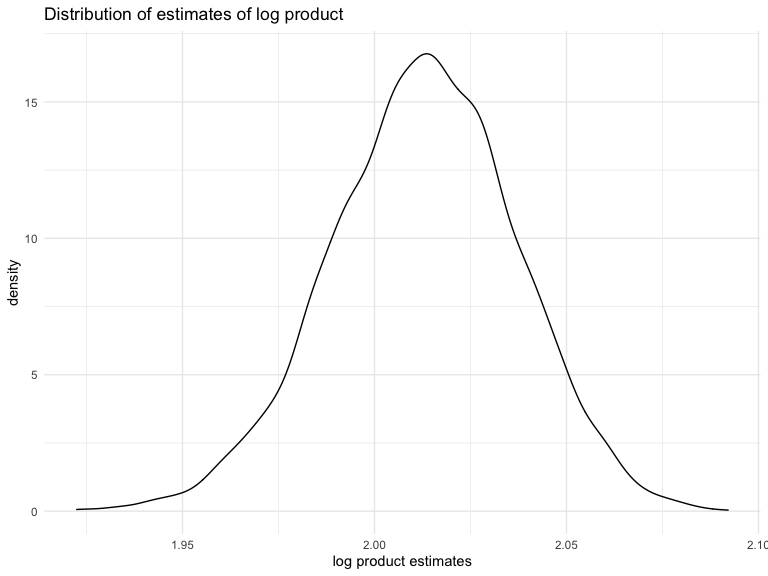 Distribution of estimates of log product
15
10
5
0
density
1.95 2.00 2.05 2.10
log product estimates